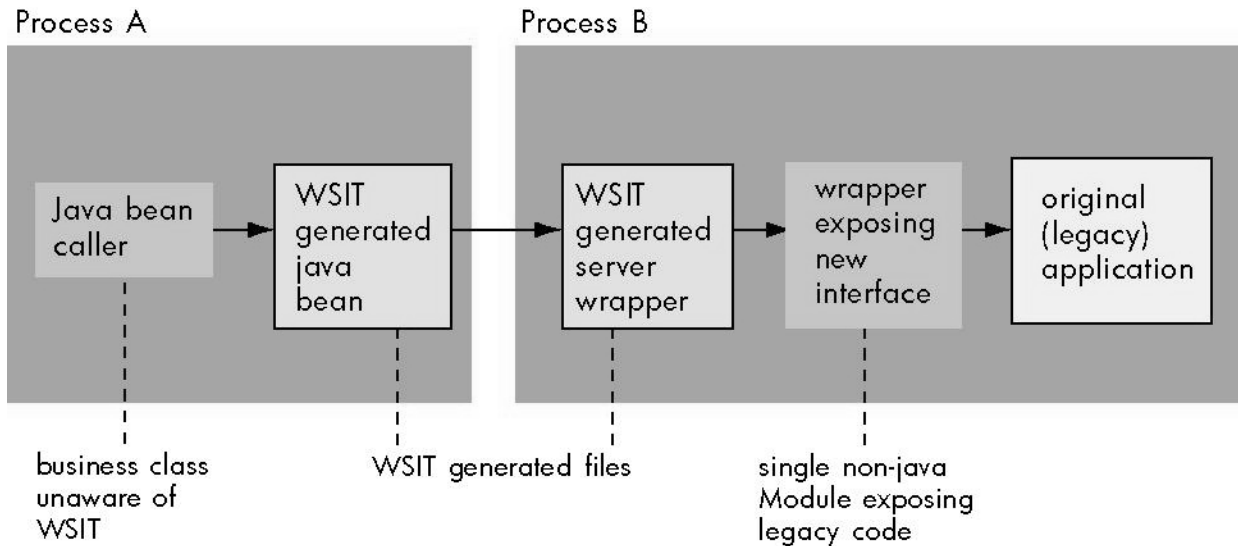 Process A
Process B
Java bean
caller
WSIT
generated
java
bean
WSIT
generated
server
wrapper
wrapper
exposing
new
interface
original
(legacy)
application
business class
unaware of
WSIT
WSIT generated files
single non-java
Module exposing
legacy code